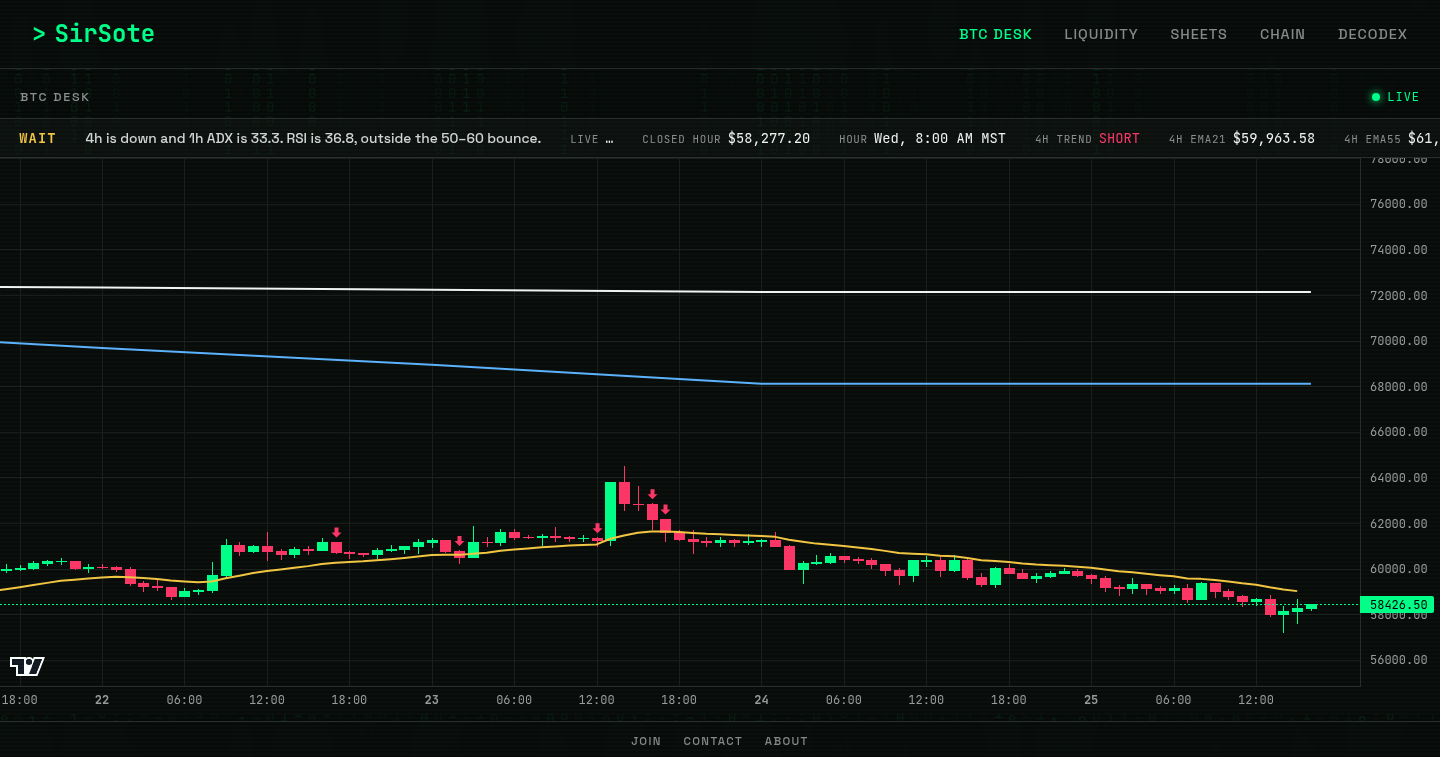 > SirSote
BTC DESK LIQUIDITY SHEETS CHAIN DECODEX
BTC DESK
LIVE
WAIT 4h is down and 1h ADX is 33.3. RSI is 36.8, outside the 50–60 bounce. LIVE … CLOSED HOUR $58,277.20 HOUR Wed, 8:00 AM MST 4H TREND SHORT 4H EMA21 $59,963.58 4H EMA55 $61,
78000.00
76000.00
74000.00
72000.00
70000.00
68000.00
66000.00
64000.00
62000.00
60000.00
58426.50
58000.00
56000.00
18:00 22 06:00 12:00 18:00 23 06:00 12:00 18:00 24 06:00 12:00 18:00 25 06:00 12:00
JOIN CONTACT ABOUT